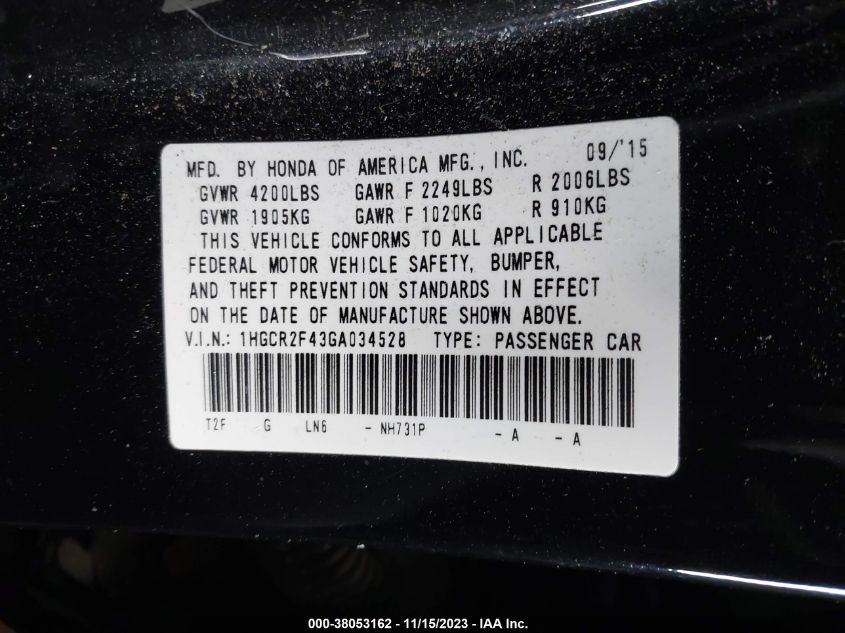 MFD. BY HONDA OF AMERICA MFG., INC. 09/'15
GVWR 4200LBS GAWR F 2249LBS R 2006LBS
GVWR 1905KG GAWR F 1020KG R 910KG
THIS VEHICLE CONFORMS TO ALL APPLICABLE
FEDERAL MOTOR VEHICLE SAFETY, BUMPER,
AND THEFT PREVENTION STANDARDS IN EFFECT
ON THE DATE OF MANUFACTURE SHOWN ABOVE.
V.I.N.: 1HGCR2F43GA034528 TYPE: PASSENGER CAR
T2F G LN6 - NH731P - A - A
000-38053162 - 11/15/2023 - IAA Inc.